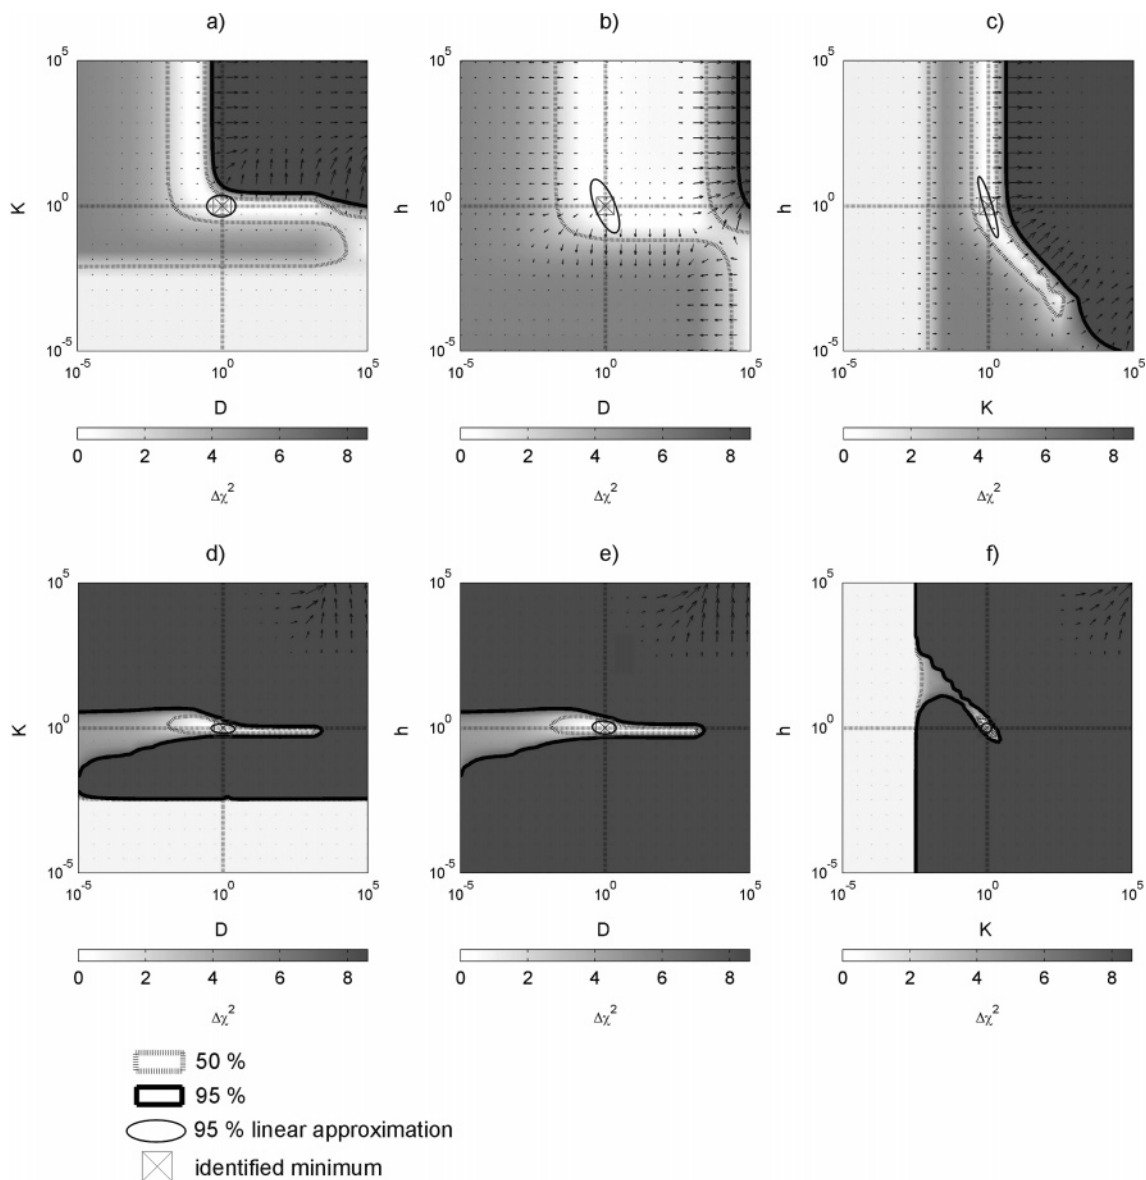 a) b) c)
10^5 10^5 10^5
K 10^0 h 10^0 h 10^0
10^-5 10^-5 10^-5
10^-5 10^0 10^5 10^-5 10^0 10^5 10^-5 10^0 10^5
D D K
0 2 4 6 8 0 2 4 6 8 0 2 4 6 8
Δχ^2 Δχ^2 Δχ^2
d) e) f)
10^5 10^5 10^5
K 10^0 h 10^0 h 10^0
10^-5 10^-5 10^-5
10^-5 10^0 10^5 10^-5 10^0 10^5 10^-5 10^0 10^5
D D K
0 2 4 6 8 0 2 4 6 8 0 2 4 6 8
Δχ^2 Δχ^2 Δχ^2
50 %
95 %
95 % linear approximation
identified minimum